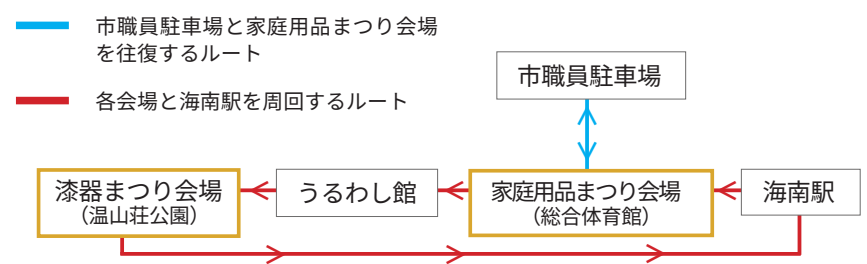 市職員駐車場と家庭用品まつり会場
を往復するルート
各会場と海南駅を周回するルート
市職員駐車場
漆器まつり会場
（温山荘公園）
うるわし館
家庭用品まつり会場
（総合体育館）
海南駅